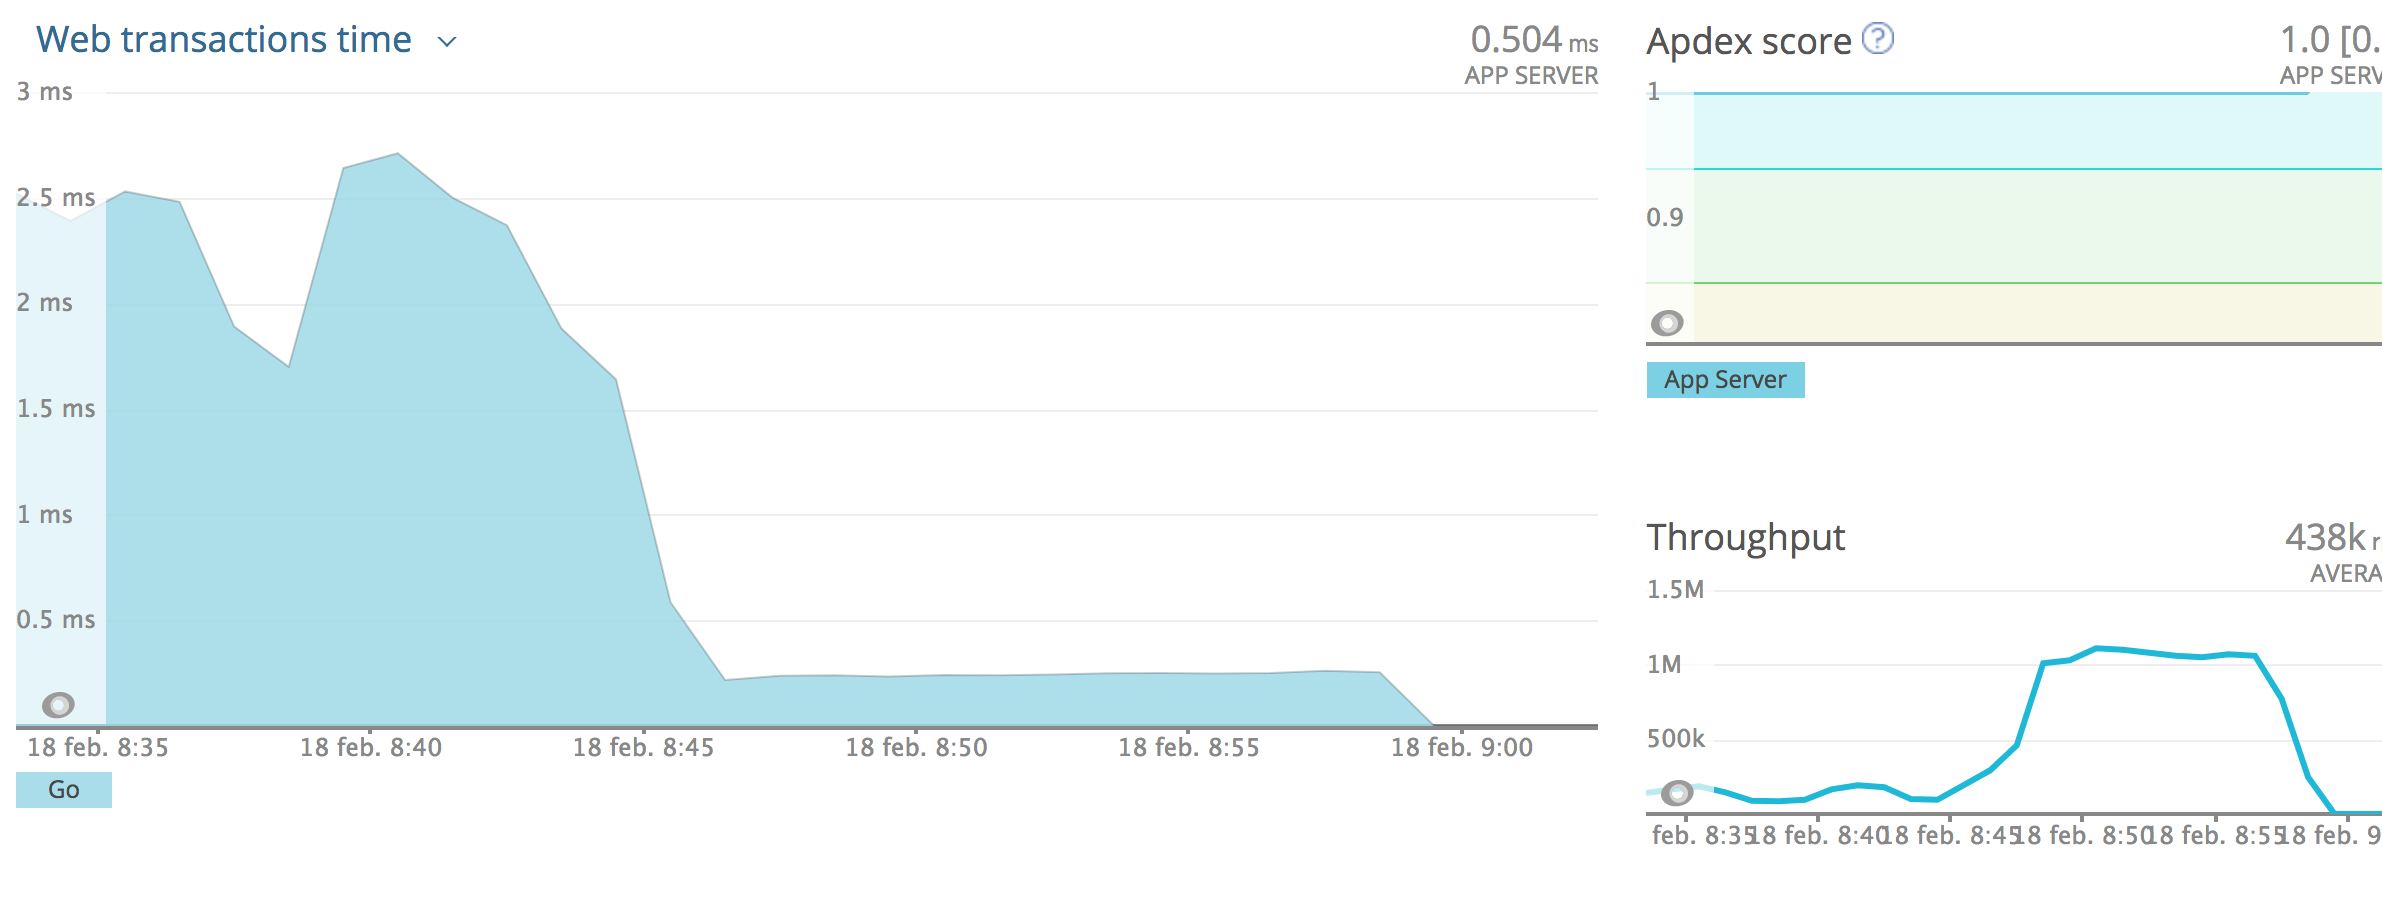 Web transactions time
0.504 ms
APP SERVER
3 ms
2.5 ms
2 ms
1.5 ms
1 ms
0.5 ms
18 feb. 8:35 18 feb. 8:40 18 feb. 8:45 18 feb. 8:50 18 feb. 8:55 18 feb. 9:00
Go
Apdex score ?
1.0 [0.
APP SERV
1
0.9
App Server
Throughput
438k r
AVERA
1.5M
1M
500k
feb. 8:35 18 feb. 8:40 18 feb. 8:45 18 feb. 8:50 18 feb. 8:55 18 feb. 9